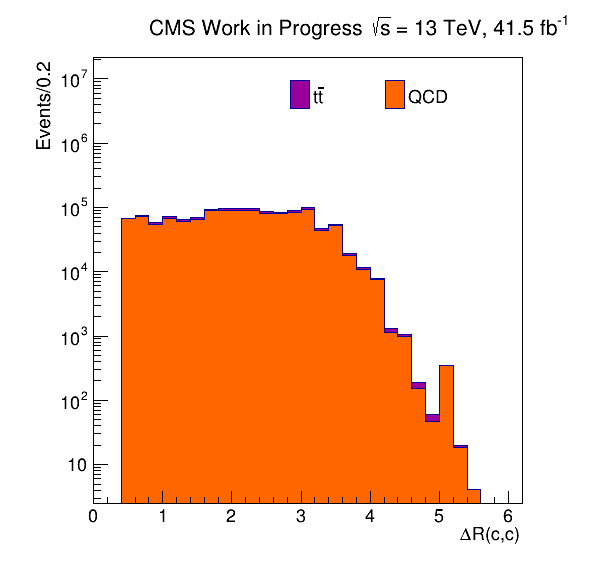 CMS Work in Progress √s = 13 TeV, 41.5 fb⁻¹
Events/0.2
tt̄
QCD
10⁷
10⁶
10⁵
10⁴
10³
10²
10
0 1 2 3 4 5 6
ΔR(c,c)